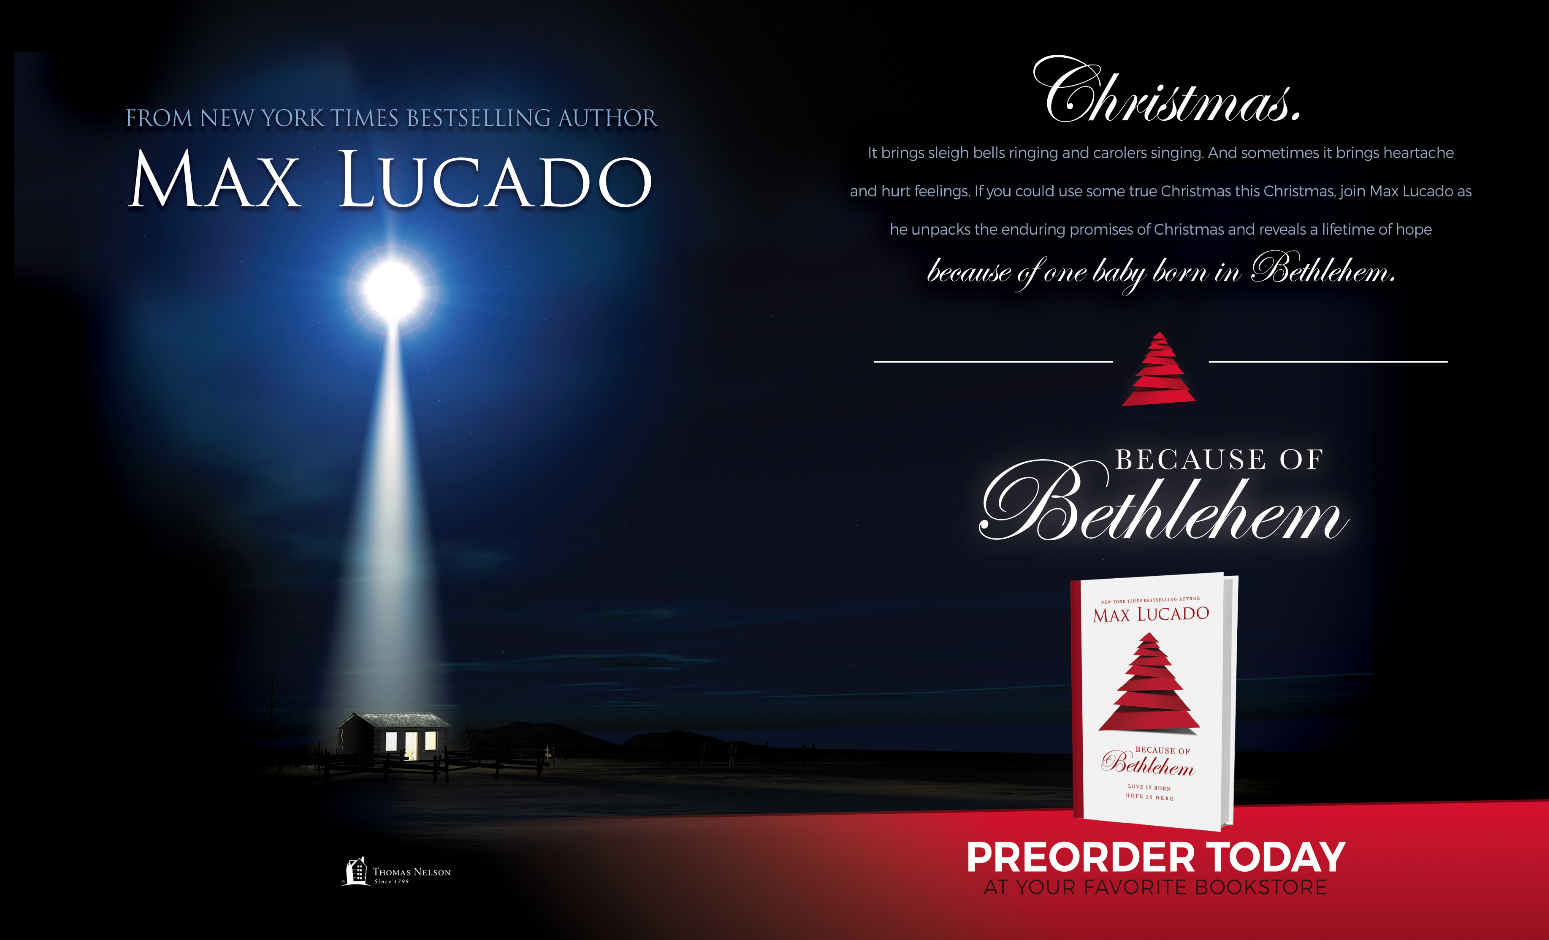 FROM NEW YORK TIMES BESTSELLING AUTHOR
MAX LUCADO
Christmas.
It brings sleigh bells ringing and carolers singing. And sometimes it brings heartache
and hurt feelings. If you could use some true Christmas this Christmas, join Max Lucado as
he unpacks the enduring promises of Christmas and reveals a lifetime of hope
because of one baby born in Bethlehem.
BECAUSE OF
Bethlehem
NEW YORK TIMES BESTSELLING AUTHOR
MAX LUCADO
BECAUSE OF
Bethlehem
LOVE IS BORN
HOPE IS HERE
PREORDER TODAY
AT YOUR FAVORITE BOOKSTORE
THOMAS NELSON
Since 1798